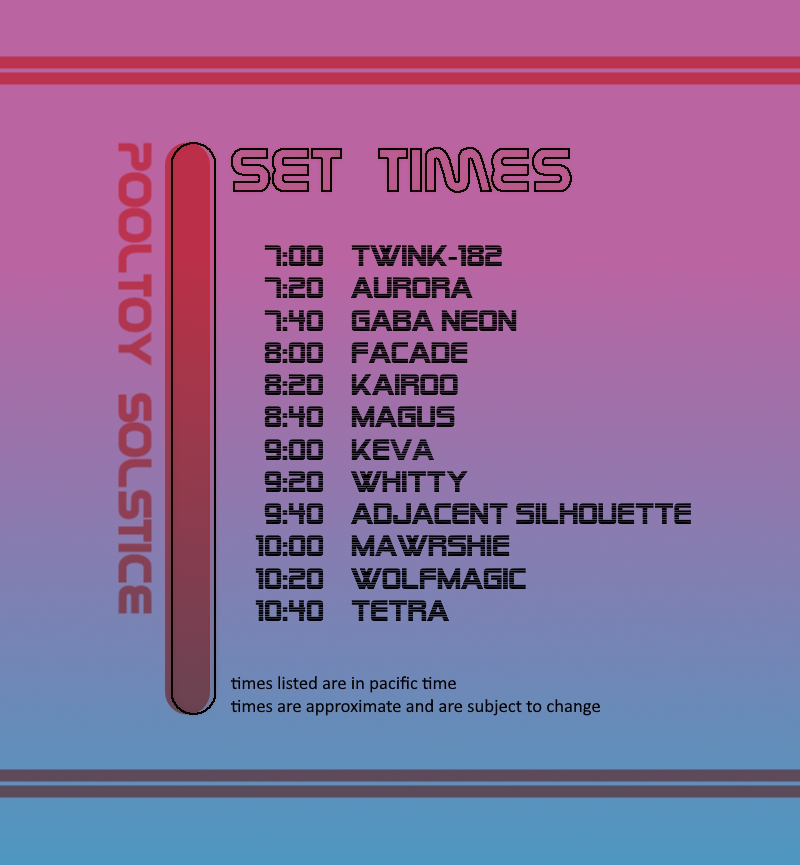 POOLTOY SOLSTICE
SET TIMES
7:00 TWINK-182
7:20 AURORA
7:40 GABA NEON
8:00 FACADE
8:20 KAIROO
8:40 MAGUS
9:00 KEVA
9:20 WHITTY
9:40 ADJACENT SILHOUETTE
10:00 MAWRSHIE
10:20 WOLFMAGIC
10:40 TETRA
times listed are in pacific time
times are approximate and are subject to change